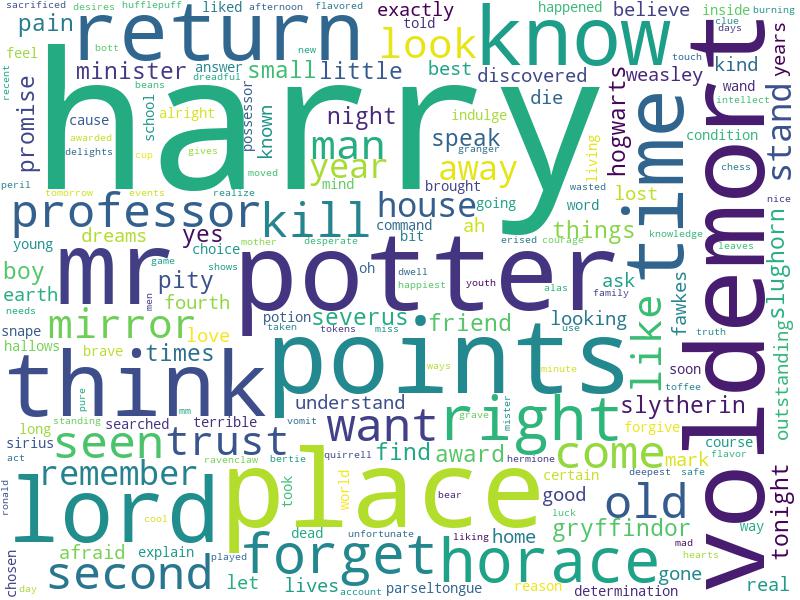 sacrificed desires hufflepuff afternoon flavored
happened inside burning
pain return liked exactly told believe clue days
look know
feel minister answer small little best discovered kind years
dreadful new bott touch
recent harry weasley
beans die wand
promise cause school alright possessor known night indulge hogwarts intellect
awarded man speak granger living time condition voldemort stand
delights cup gives year away chess
peril moved mind brought wasted lost nice
tomorrow events realize going word
professor kill house command things knowledge
young dreams yes choice ah bit erised courage leaves slughorn
mother desperate
mr potter game shows oh dwell happiest youth alas family ask
boy pity men fawkes
earth fourth like
needs potion severus friend looking truth
snape mirror love taken tokens miss use outstanding
hallows brave times ways minute soon
think points toffee
pure understand slytherin
standing mm vomit grave mister forgive
long searched terrible want right course
sirius seen trust quirrell hermione come flavor
act ravenclaw bertie find award mark deepest safe
remember took world certain
ronald lord place bear good old way
cool luck gryffindor
afraid explain dead unfortunate liking home mad tonight
played forget horace hearts
chosen second let lives parseltongue reason gone real
day account determination